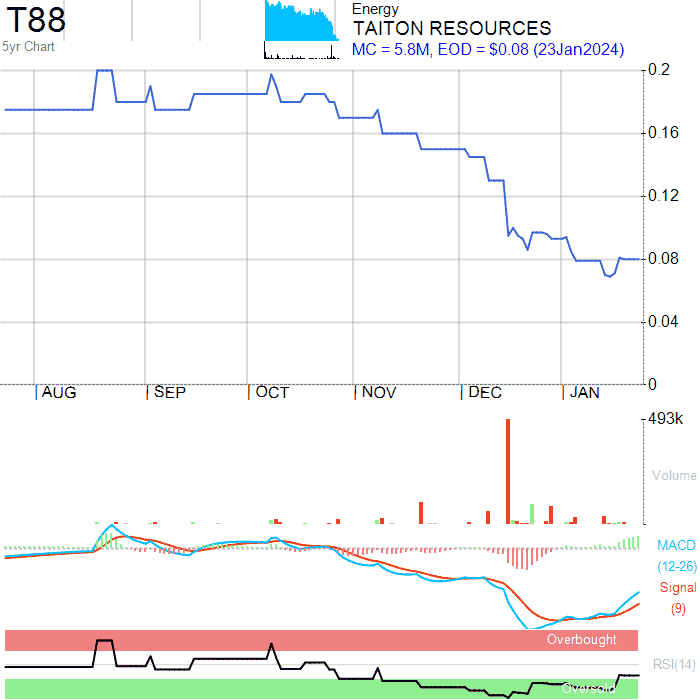 T88
5yr Chart
Energy
TAITON RESOURCES
MC = 5.8M, EOD = $0.08 (23Jan2024)
0.2
0.16
0.12
0.08
0.04
0
AUG SEP OCT NOV DEC JAN
493k
Volume
MACD
(12-26)
Signal
(9)
Overbought
RSI(14)
Oversold